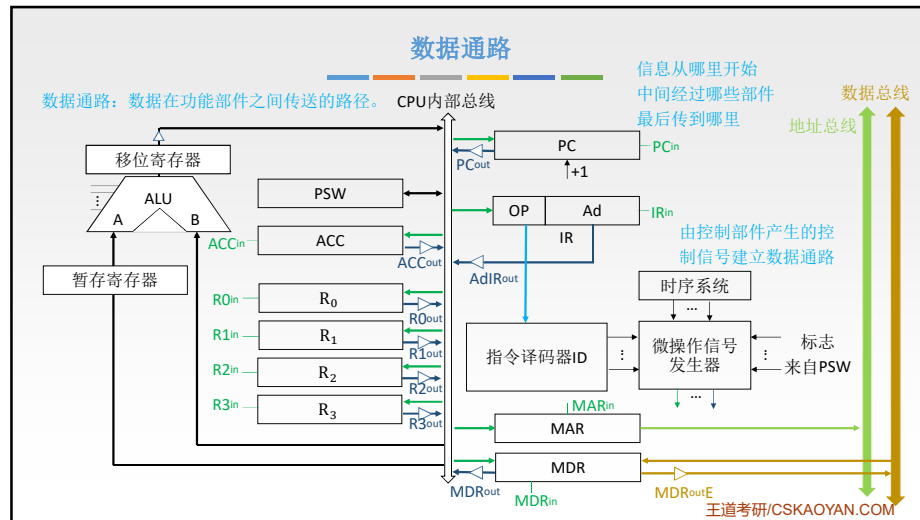 数据通路
数据通路：数据在功能部件之间传送的路径。
CPU内部总线
信息从哪里开始
中间经过哪些部件
最后传到哪里
数据总线
地址总线
移位寄存器
ALU
A
B
暂存寄存器
PSW
ACCin
ACC
ACCout
R0in
R₀
R0out
R1in
R₁
R1out
R2in
R₂
R2out
R3in
R₃
R3out
PC
PCin
PCout
+1
OP
Ad
IRin
IR
AdIRout
由控制部件产生的控
制信号建立数据通路
时序系统
...
指令译码器ID
⋮
微操作信号
发生器
⋮
标志
来自PSW
...
MARin
MAR
MDR
MDRout
MDRin
MDRoutE
王道考研/CSKAOYAN.COM